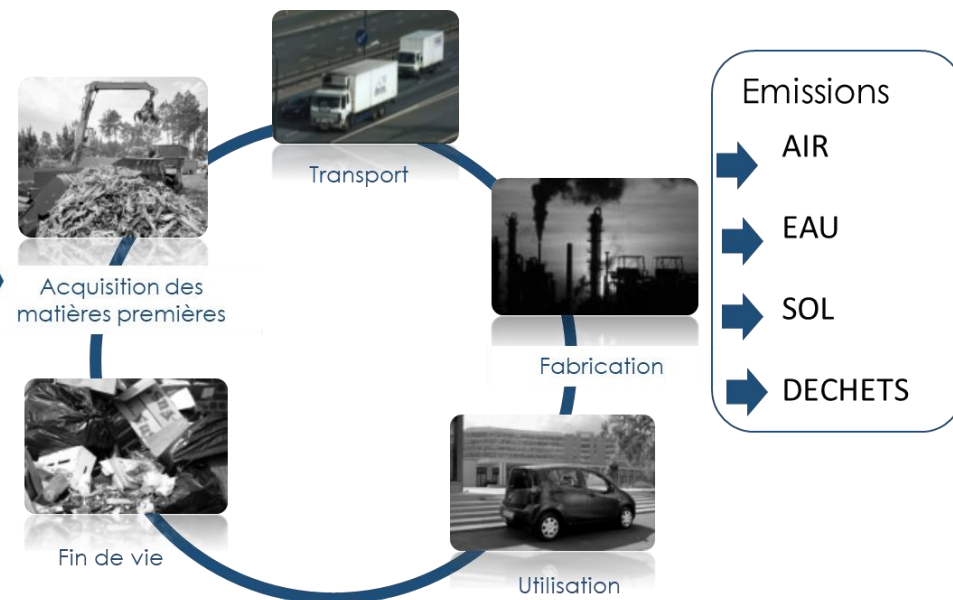 Transport
Acquisition des
matières premières
Fabrication
Utilisation
Fin de vie
Emissions
AIR
EAU
SOL
DECHETS